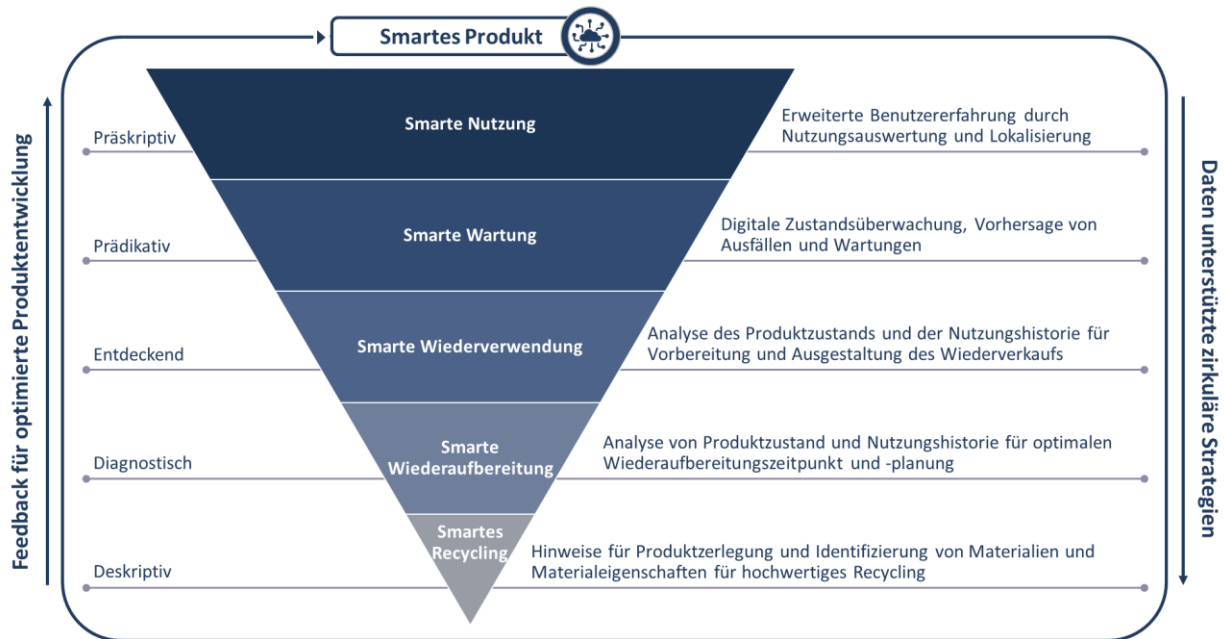 Smartes Produkt
Feedback für optimierte Produktentwicklung
Präskriptiv
Smarte Nutzung
Erweiterte Benutzererfahrung durch
Nutzungsauswertung und Lokalisierung
Prädikativ
Smarte Wartung
Digitale Zustandsüberwachung, Vorhersage von
Ausfällen und Wartungen
Entdeckend
Smarte Wiederverwendung
Analyse des Produktzustands und der Nutzungshistorie für
Vorbereitung und Ausgestaltung des Wiederverkaufs
Diagnostisch
Smarte
Wiederaufbereitung
Analyse von Produktzustand und Nutzungshistorie für optimalen
Wiederaufbereitungszeitpunkt und -planung
Deskriptiv
Smartes
Recycling
Hinweise für Produktzerlegung und Identifizierung von Materialien und
Materialeigenschaften für hochwertiges Recycling
Daten unterstützte zirkuläre Strategien